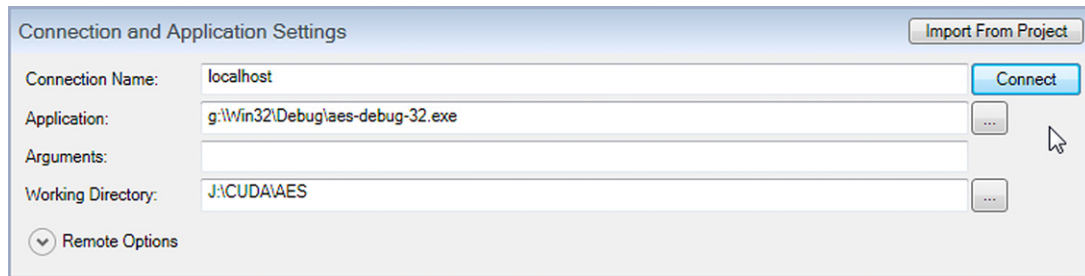 Connection and Application Settings
Import From Project
Connection Name:
localhost
Connect
Application:
g:\Win32\Debug\aes-debug-32.exe
...
Arguments:
Working Directory:
J:\CUDA\AES
...
Remote Options